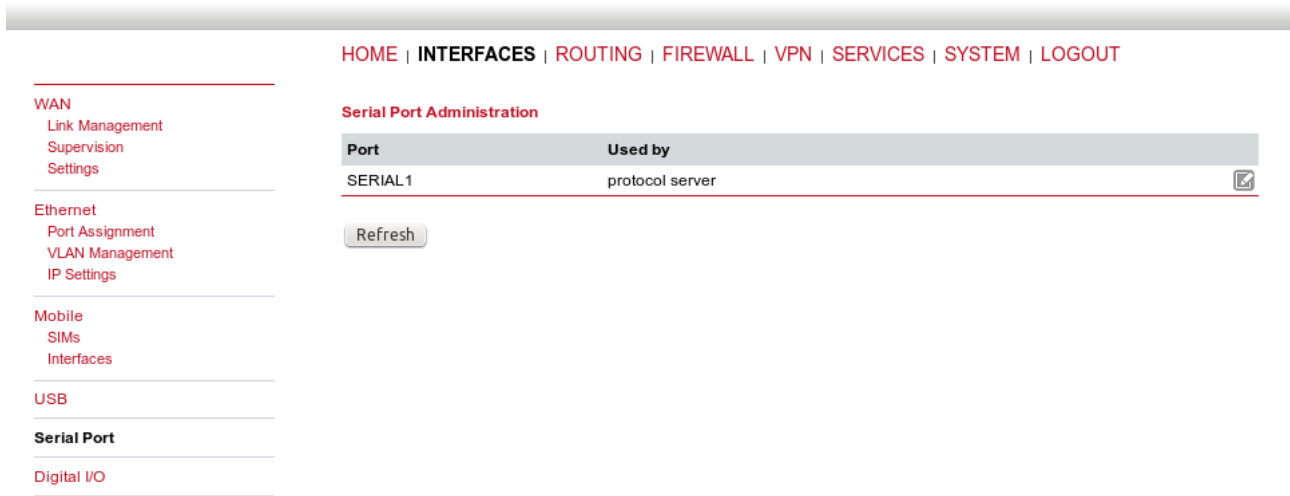 HOME | INTERFACES | ROUTING | FIREWALL | VPN | SERVICES | SYSTEM | LOGOUT
WAN
Link Management
Supervision
Settings
Ethernet
Port Assignment
VLAN Management
IP Settings
Mobile
SIMs
Interfaces
USB
Serial Port
Digital I/O
Serial Port Administration
Port Used by
SERIAL1 protocol server
Refresh